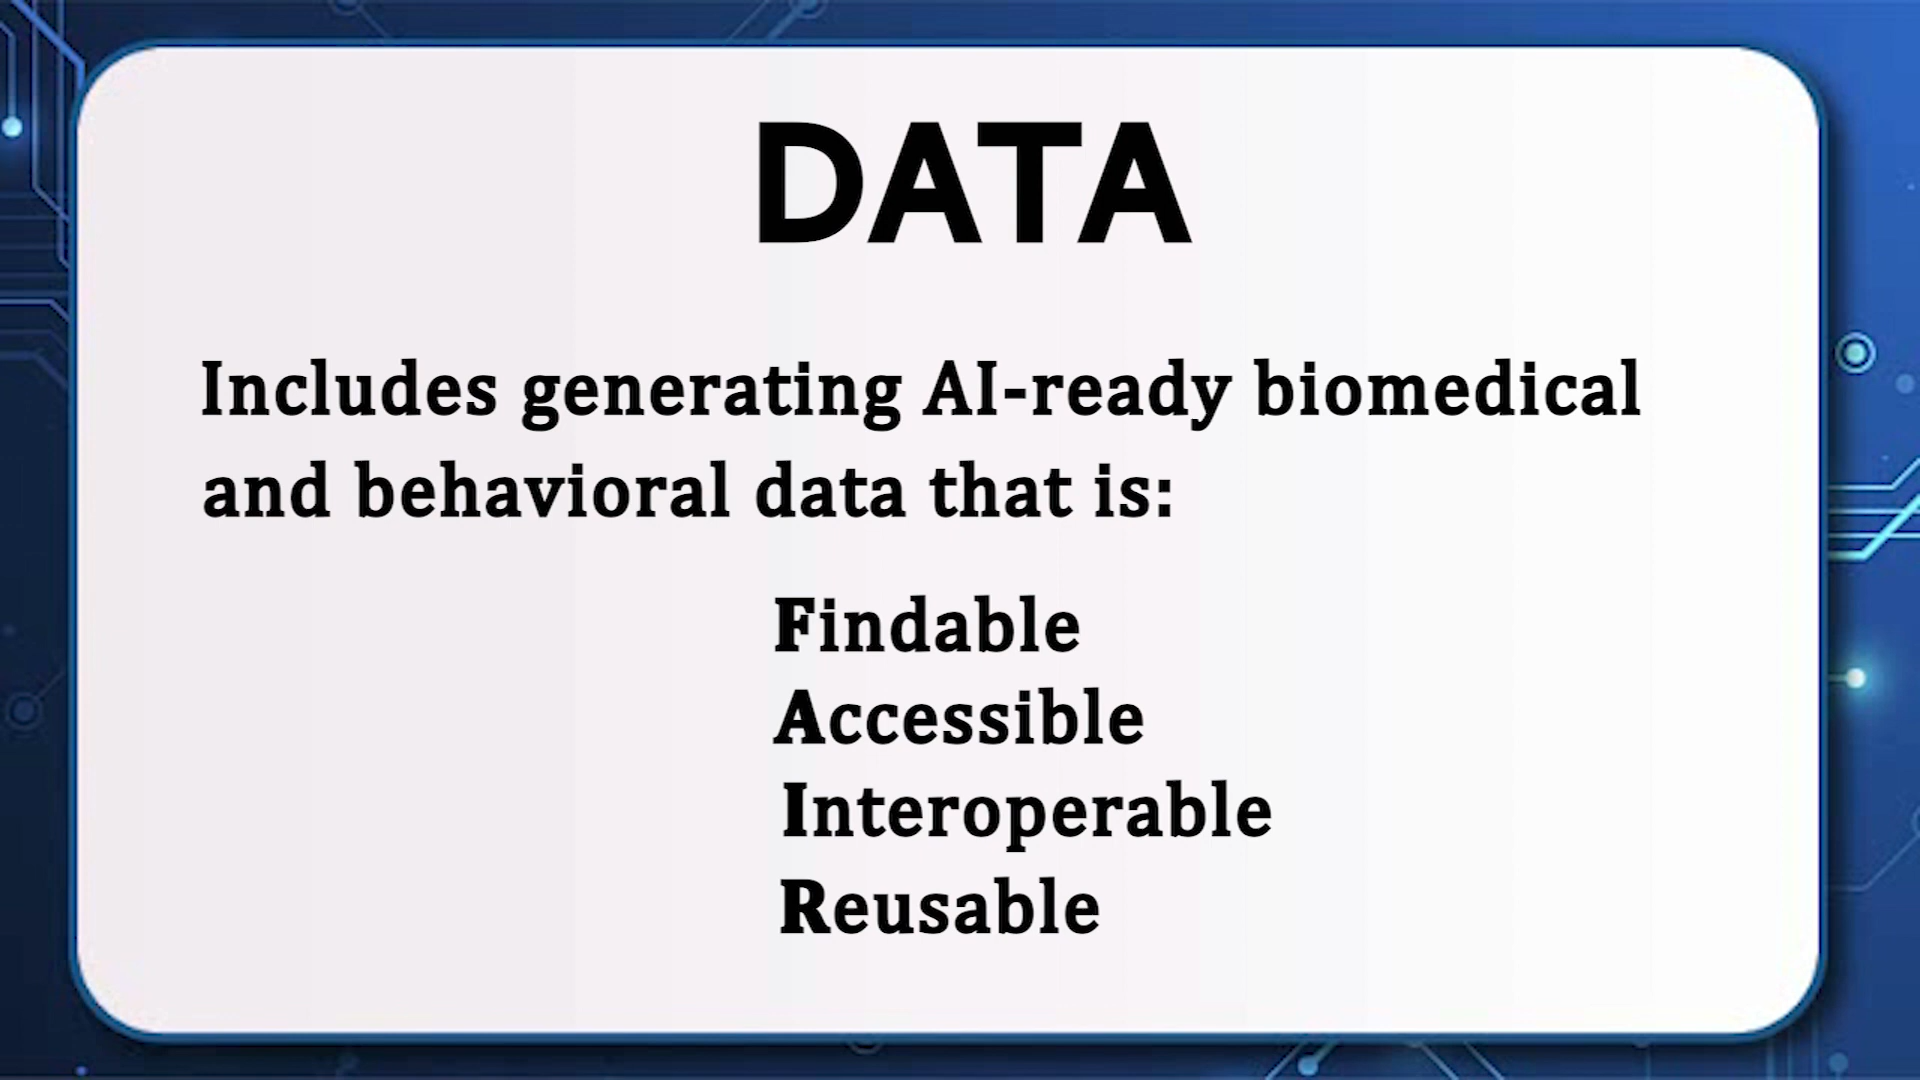 DATA
Includes generating AI-ready biomedical
and behavioral data that is:
Findable
Accessible
Interoperable
Reusable